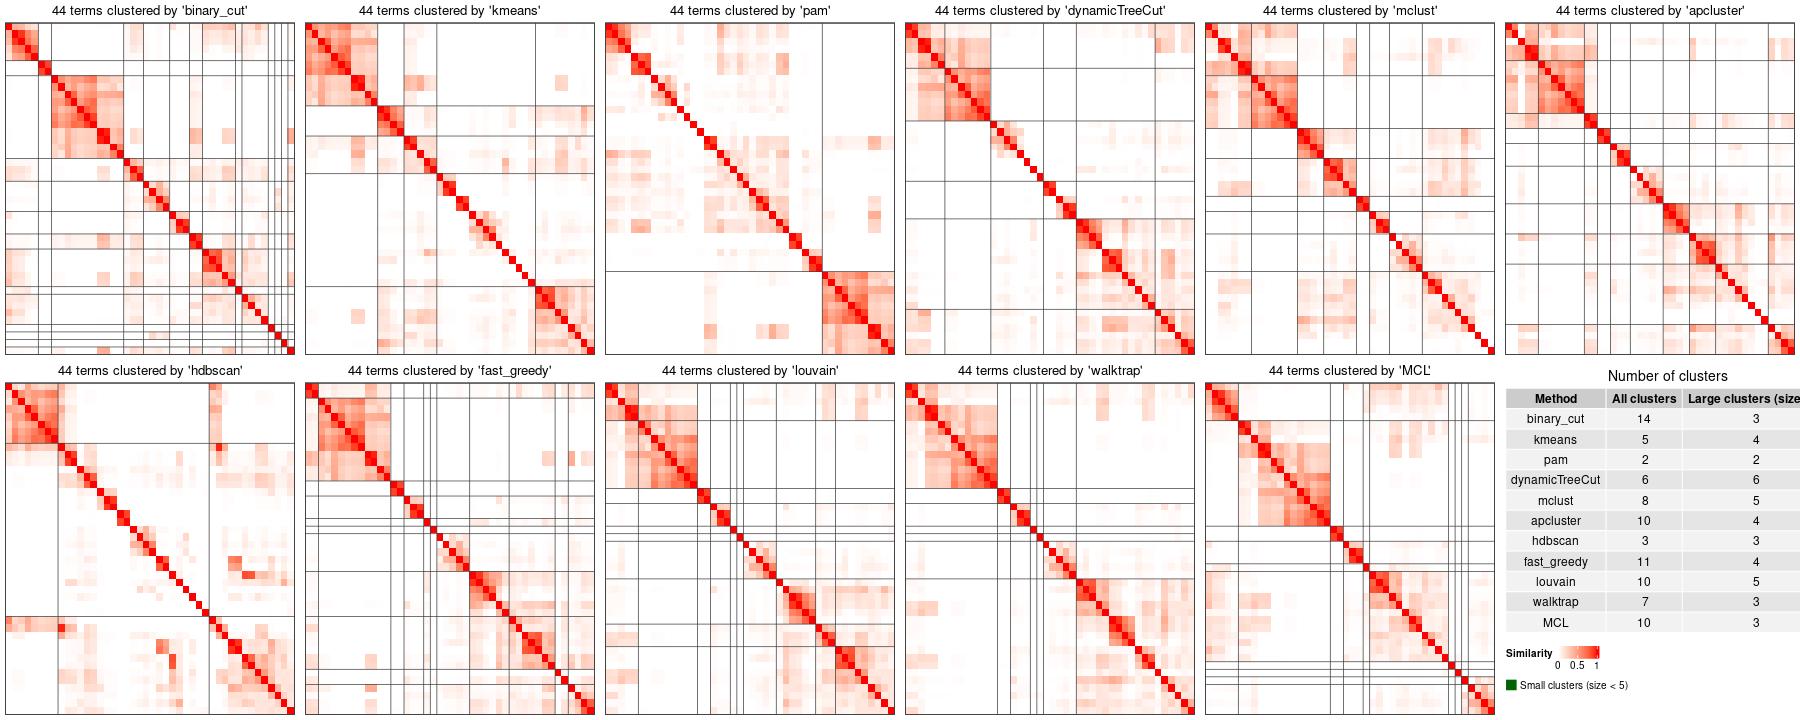 44 terms clustered by 'binary_cut'
44 terms clustered by 'kmeans'
44 terms clustered by 'pam'
44 terms clustered by 'dynamicTreeCut'
44 terms clustered by 'mclust'
44 terms clustered by 'apcluster'
44 terms clustered by 'hdbscan'
44 terms clustered by 'fast_greedy'
44 terms clustered by 'louvain'
44 terms clustered by 'walktrap'
44 terms clustered by 'MCL'
Number of clusters
Method All clusters Large clusters (size
binary_cut 14 3
kmeans 5 4
pam 2 2
dynamicTreeCut 6 6
mclust 8 5
apcluster 10 4
hdbscan 3 3
fast_greedy 11 4
louvain 10 5
walktrap 7 3
MCL 10 3
Similarity
0 0.5 1
Small clusters (size < 5)